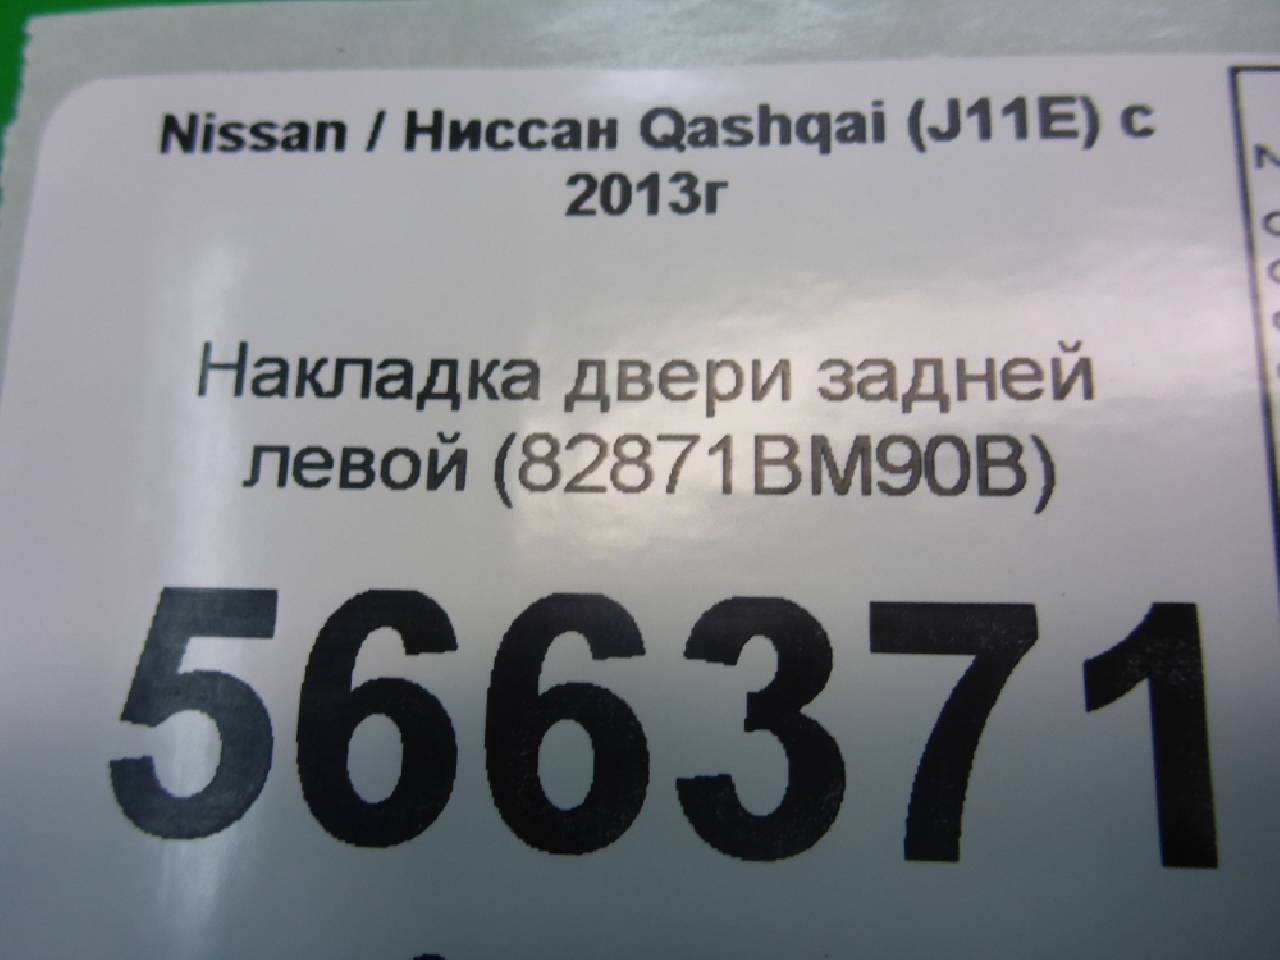 Nissan / Ниссан Qashqai (J11E) с
2013г
Накладка двери задней
левой (82871BM90B)
566371